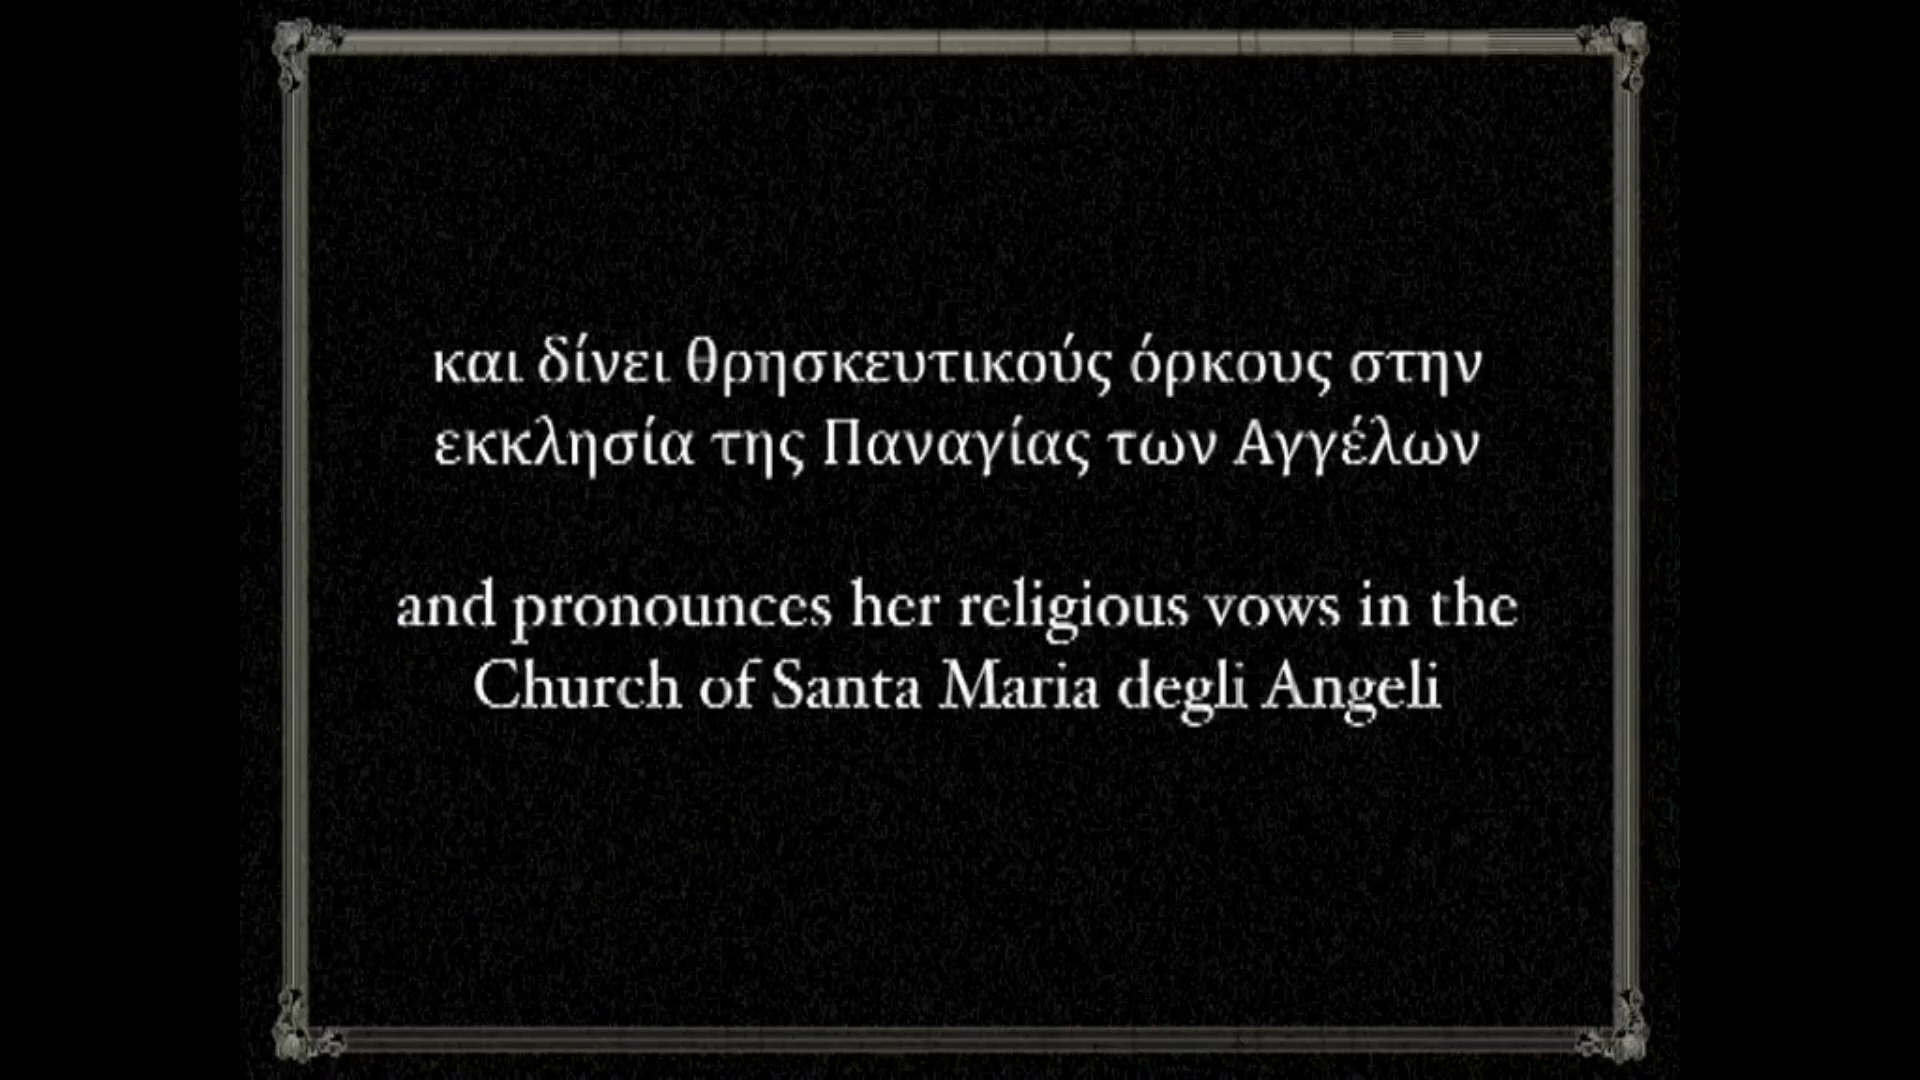 και δίνει θρησκευτικούς όρκους στην
εκκλησία της Παναγίας των Αγγέλων
and pronounces her religious vows in the
Church of Santa Maria degli Angeli